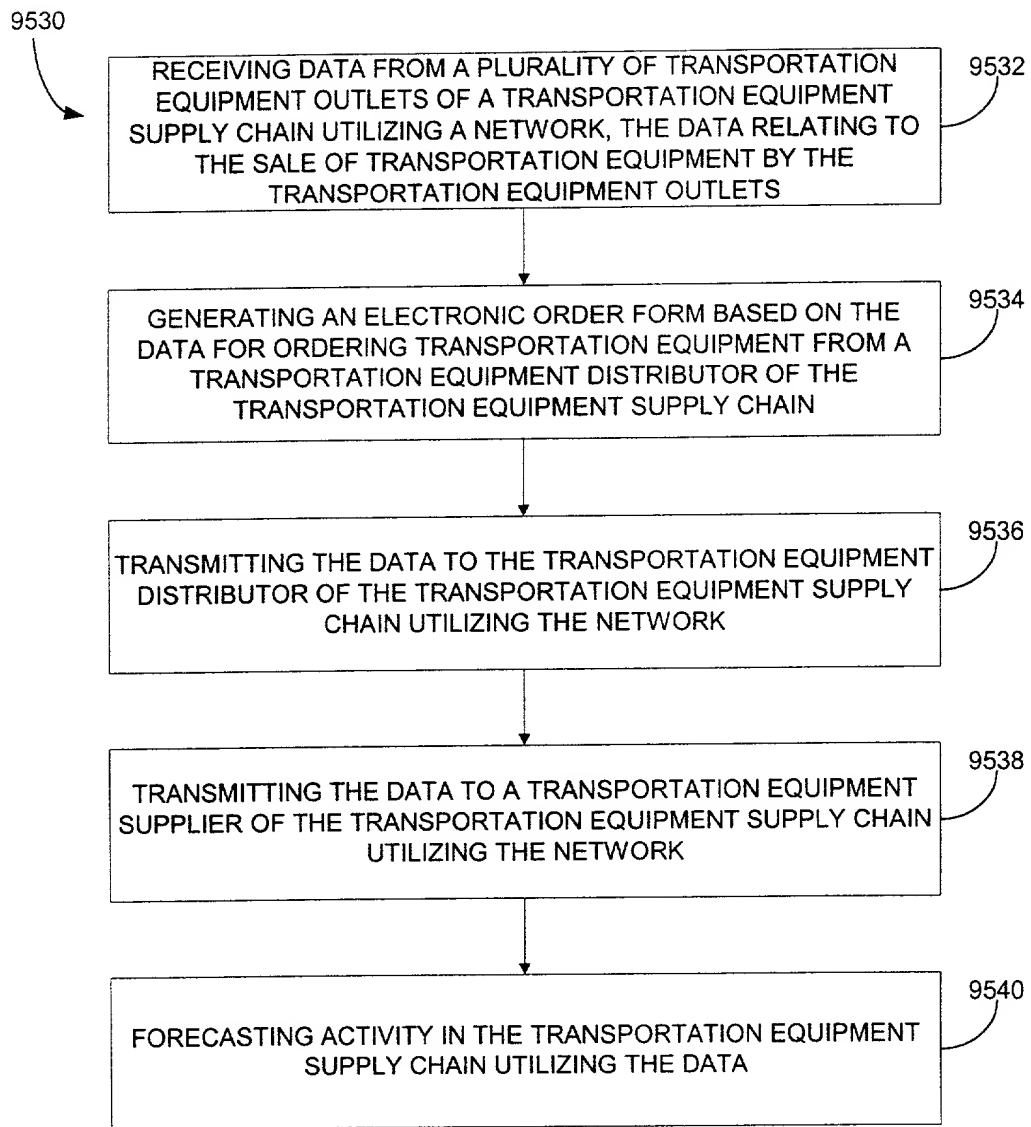 9530
RECEIVING DATA FROM A PLURALITY OF TRANSPORTATION
EQUIPMENT OUTLETS OF A TRANSPORTATION EQUIPMENT
SUPPLY CHAIN UTILIZING A NETWORK, THE DATA RELATING TO
THE SALE OF TRANSPORTATION EQUIPMENT BY THE
TRANSPORTATION EQUIPMENT OUTLETS
9532
GENERATING AN ELECTRONIC ORDER FORM BASED ON THE
DATA FOR ORDERING TRANSPORTATION EQUIPMENT FROM A
TRANSPORTATION EQUIPMENT DISTRIBUTOR OF THE
TRANSPORTATION EQUIPMENT SUPPLY CHAIN
9534
TRANSMITTING THE DATA TO THE TRANSPORTATION EQUIPMENT
DISTRIBUTOR OF THE TRANSPORTATION EQUIPMENT SUPPLY
CHAIN UTILIZING THE NETWORK
9536
TRANSMITTING THE DATA TO A TRANSPORTATION EQUIPMENT
SUPPLIER OF THE TRANSPORTATION EQUIPMENT SUPPLY CHAIN
UTILIZING THE NETWORK
9538
FORECASTING ACTIVITY IN THE TRANSPORTATION EQUIPMENT
SUPPLY CHAIN UTILIZING THE DATA
9540